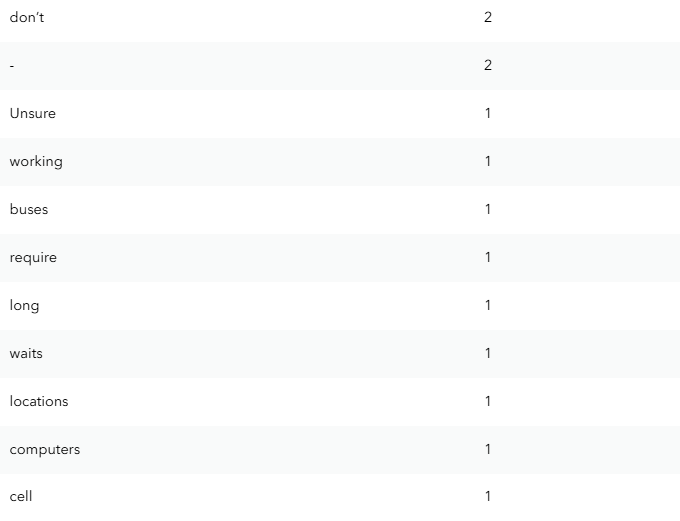 don't 2
- 2
Unsure 1
working 1
buses 1
require 1
long 1
waits 1
locations 1
computers 1
cell 1